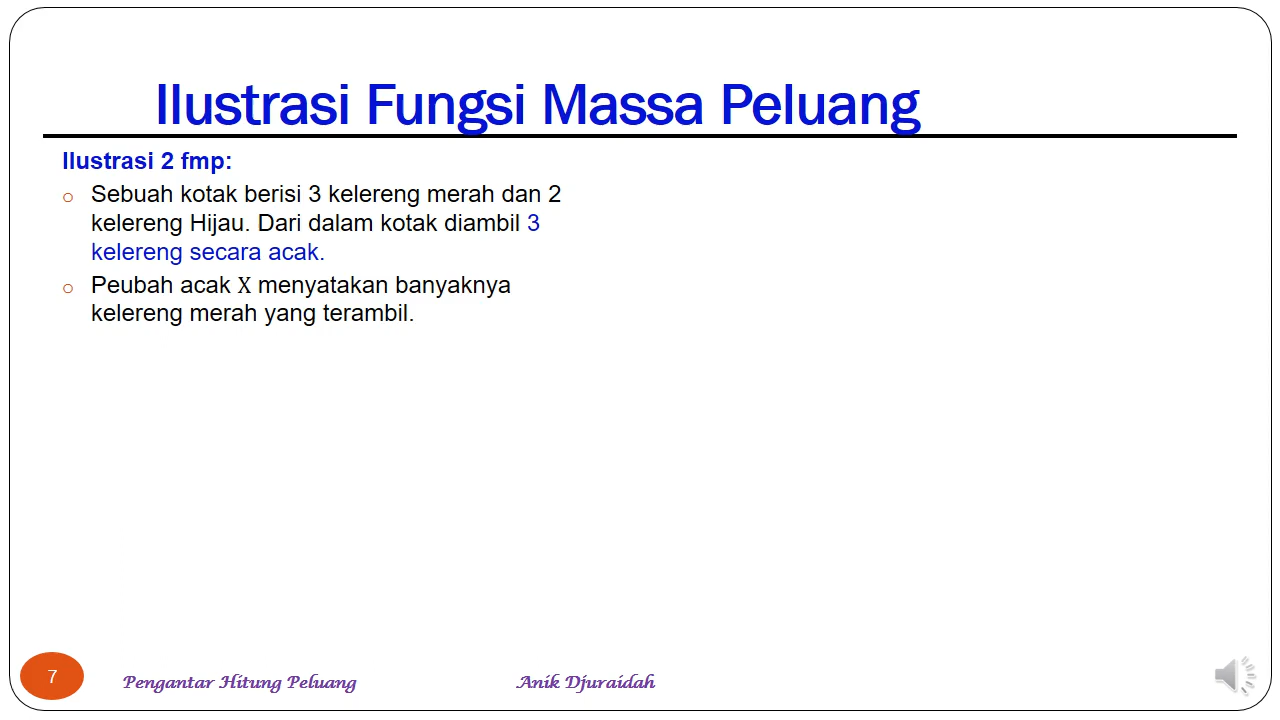 Ilustrasi Fungsi Massa Peluang
Ilustrasi 2 fmp:
Sebuah kotak berisi 3 kelereng merah dan 2
kelereng Hijau. Dari dalam kotak diambil 3
kelereng secara acak.
Peubah acak X menyatakan banyaknya
kelereng merah yang terambil.
7
Pengantar Hitung Peluang
Anik Djuraidah